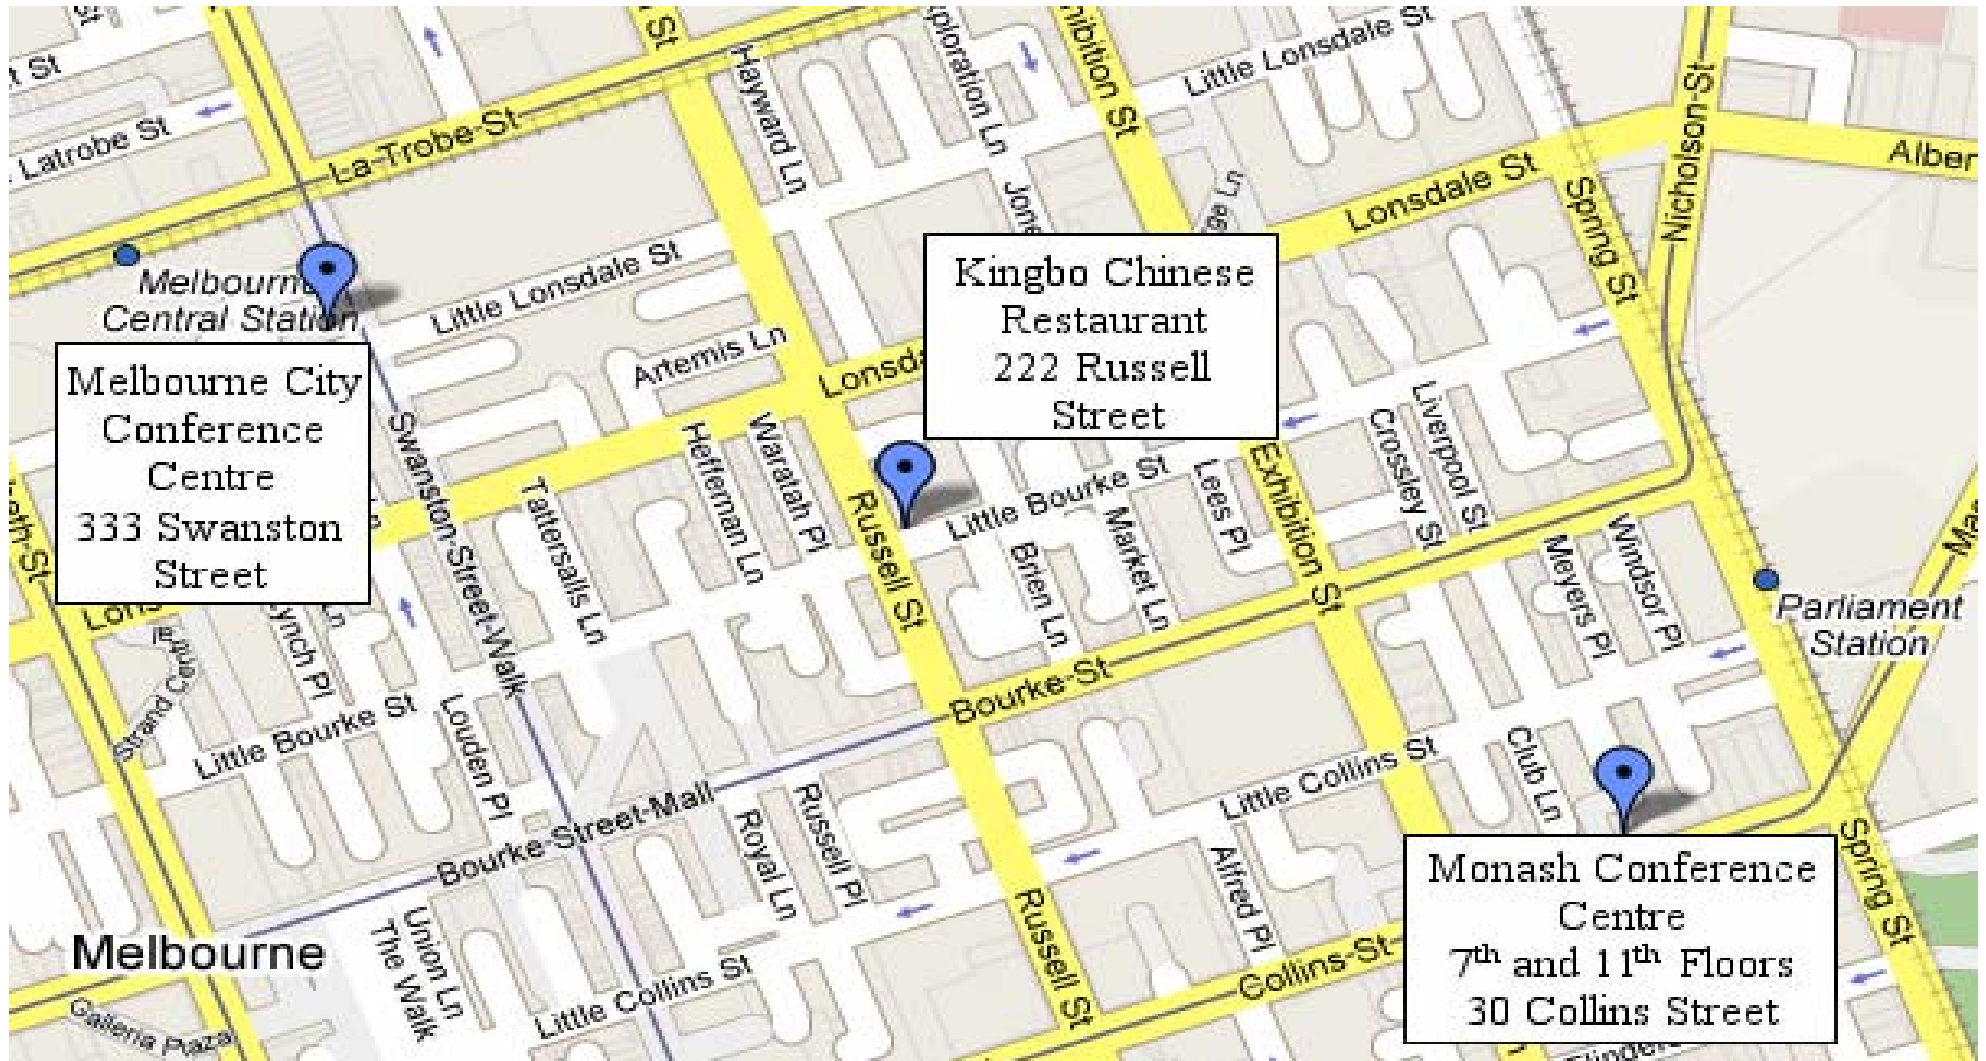 St
La-Trobe-St
Latrobe St
Little Lonsdale St
Hayward Ln
St
Lonsdale St
Spring St
Nicholson-St
Melbourne
Central Station
Little Lonsdale St
Artemis Ln
Kingbo Chinese
Restaurant
222 Russell
Street
Melbourne City
Conference
Centre
333 Swanston
Street
Swanston-Street-Walk
Tattersalls Ln
Heffernan Ln
Waratah Pl
Russell St
Little Bourke St
Brien Ln
Market Ln
Lees Pl
Exhibition St
Crossley St
Liverpool St
Meyers Pl
Windsor Pl
Parliament
Station
Little Bourke St
Louden Pl
Bourke-St
Bourke-Street-Mall
Royal Ln
Russell Pl
Little Collins St
Club Ln
Alfred Pl
Monash Conference
Centre
7th and 11th Floors
30 Collins Street
Spring St
Melbourne
Union Ln
The Walk
Little Collins St
Russell St
Collins-St
Galleria Plaza